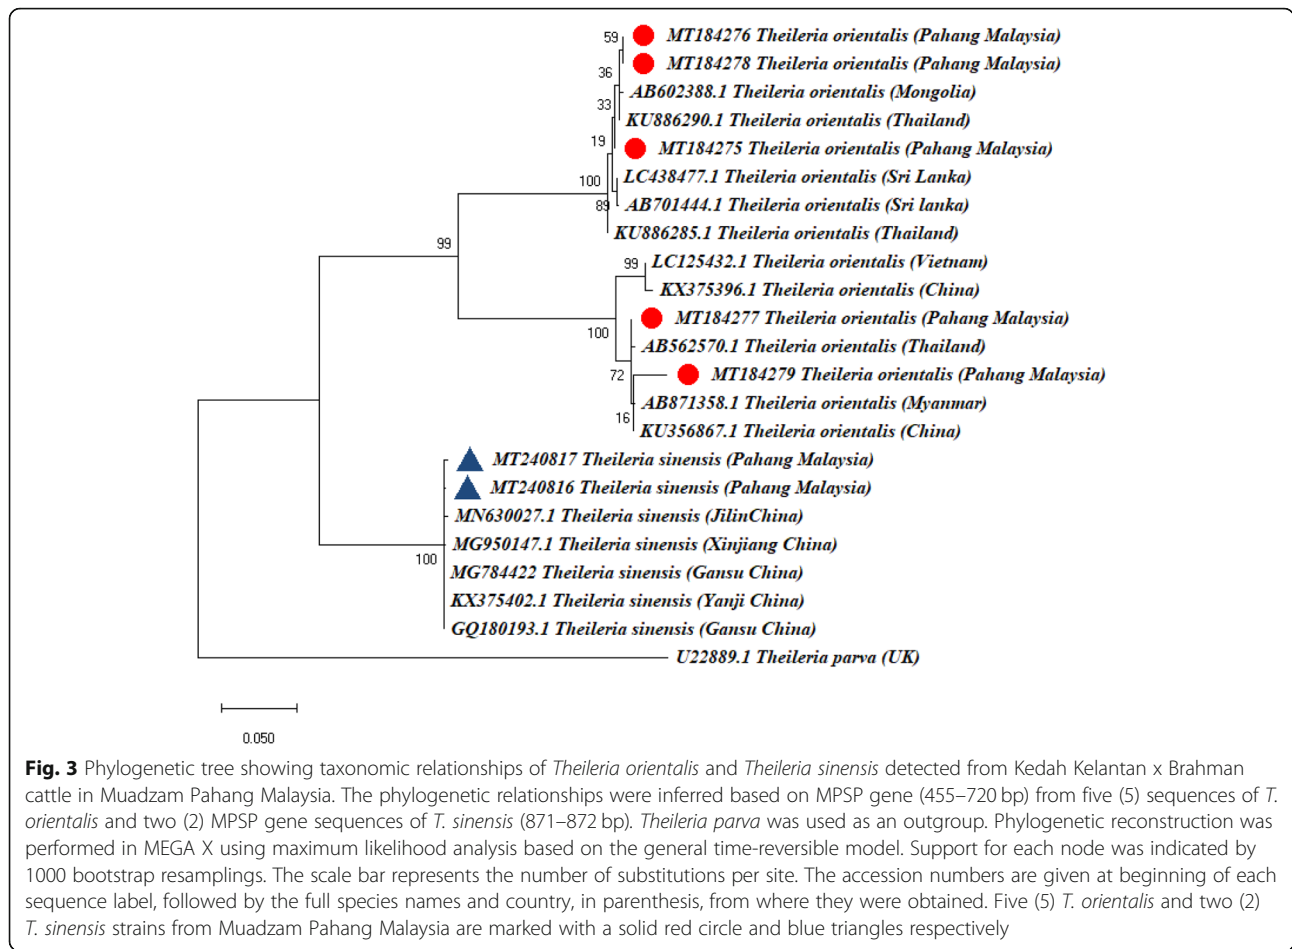 59
MT184276 Theileria orientalis (Pahang Malaysia)
MT184278 Theileria orientalis (Pahang Malaysia)
36
AB602388.1 Theileria orientalis (Mongolia)
33
KU886290.1 Theileria orientalis (Thailand)
19
MT184275 Theileria orientalis (Pahang Malaysia)
100
LC438477.1 Theileria orientalis (Sri Lanka)
89
AB701444.1 Theileria orientalis (Sri lanka)
KU886285.1 Theileria orientalis (Thailand)
99
99
LC125432.1 Theileria orientalis (Vietnam)
KX375396.1 Theileria orientalis (China)
MT184277 Theileria orientalis (Pahang Malaysia)
100
AB562570.1 Theileria orientalis (Thailand)
72
MT184279 Theileria orientalis (Pahang Malaysia)
AB871358.1 Theileria orientalis (Myanmar)
16
KU356867.1 Theileria orientalis (China)
MT240817 Theileria sinensis (Pahang Malaysia)
MT240816 Theileria sinensis (Pahang Malaysia)
MN630027.1 Theileria sinensis (JilinChina)
MG950147.1 Theileria sinensis (Xinjiang China)
100
MG784422 Theileria sinensis (Gansu China)
KX375402.1 Theileria sinensis (Yanji China)
GQ180193.1 Theileria sinensis (Gansu China)
U22889.1 Theileria parva (UK)
0.050
Fig. 3 Phylogenetic tree showing taxonomic relationships of Theileria orientalis and Theileria sinensis detected from Kedah Kelantan x Brahman
cattle in Muadzam Pahang Malaysia. The phylogenetic relationships were inferred based on MPSP gene (455–720 bp) from five (5) sequences of T.
orientalis and two (2) MPSP gene sequences of T. sinensis (871–872 bp). Theileria parva was used as an outgroup. Phylogenetic reconstruction was
performed in MEGA X using maximum likelihood analysis based on the general time-reversible model. Support for each node was indicated by
1000 bootstrap resamplings. The scale bar represents the number of substitutions per site. The accession numbers are given at beginning of each
sequence label, followed by the full species names and country, in parenthesis, from where they were obtained. Five (5) T. orientalis and two (2)
T. sinensis strains from Muadzam Pahang Malaysia are marked with a solid red circle and blue triangles respectively